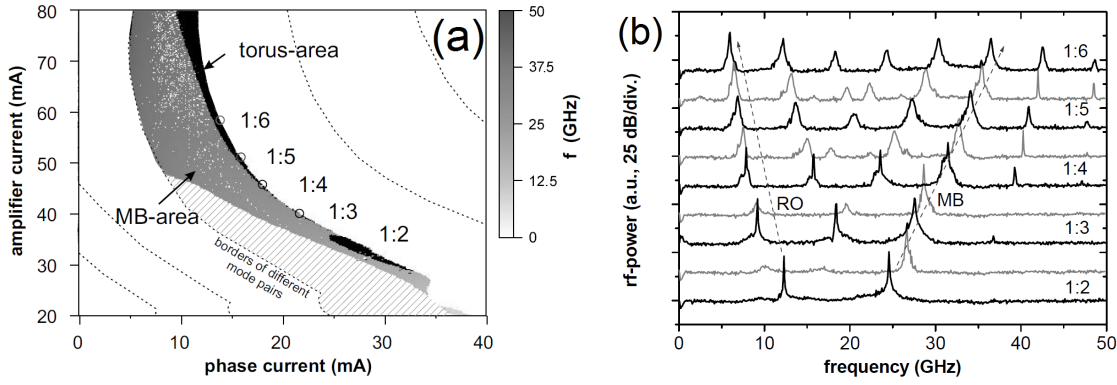 (a)
80
70
60
50
40
30
20
amplifier current (mA)
0
10
20
30
40
phase current (mA)
torus-area
MB-area
1:6
1:5
1:4
1:3
1:2
borders of different
mode pairs
50
37.5
25
12.5
0
f (GHz)
(b)
rf-power (a.u., 25 dB/div.)
1:6
1:5
1:4
RO
MB
1:3
1:2
0
10
20
30
40
50
frequency (GHz)